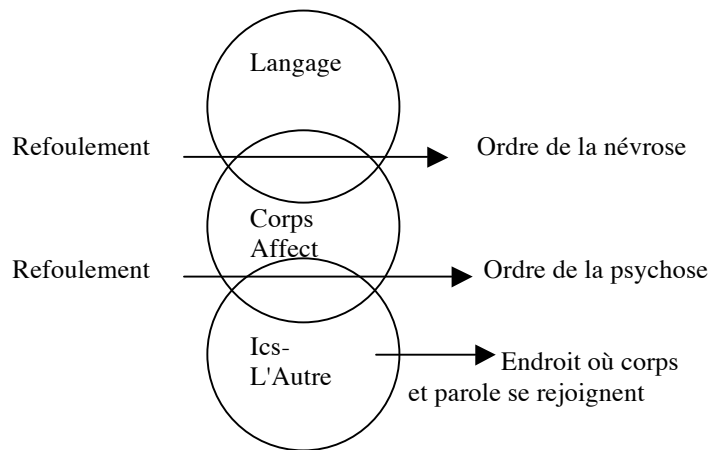 Langage
Refoulement
Ordre de la névrose
Corps
Affect
Refoulement
Ordre de la psychose
Ics-
L'Autre
Endroit où corps
et parole se rejoignent